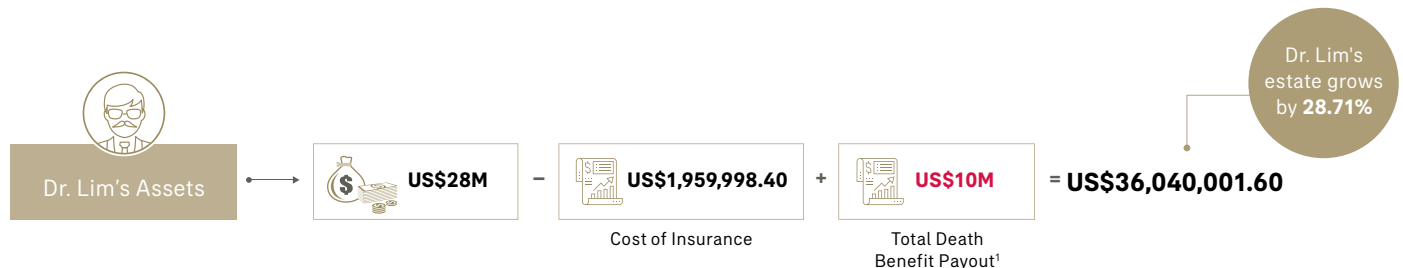 Dr. Lim's
estate grows
by 28.71%
Dr. Lim’s Assets
$
US$28M
–
$
US$1,959,998.40
+
$
US$10M
= US$36,040,001.60
Cost of Insurance
Total Death
Benefit Payout¹